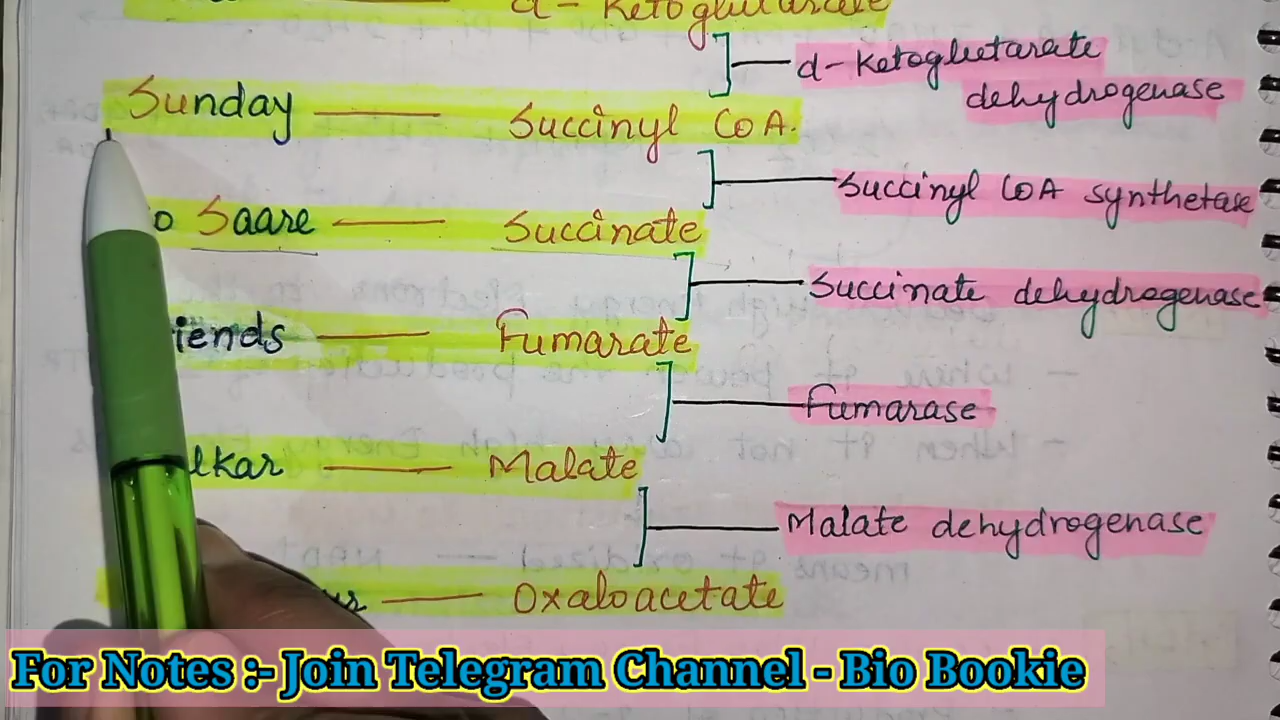 α-Ketoglutarate
α-Ketoglutarate
dehydrogenase
Sunday — Succinyl CoA.
Succinyl CoA synthetase
Saare — Succinate
Succinate dehydrogenase
iends — Fumarate
Fumarase
lkar — Malate
Malate dehydrogenase
Oxaloacetate
For Notes :- Join Telegram Channel - Bio Bookie